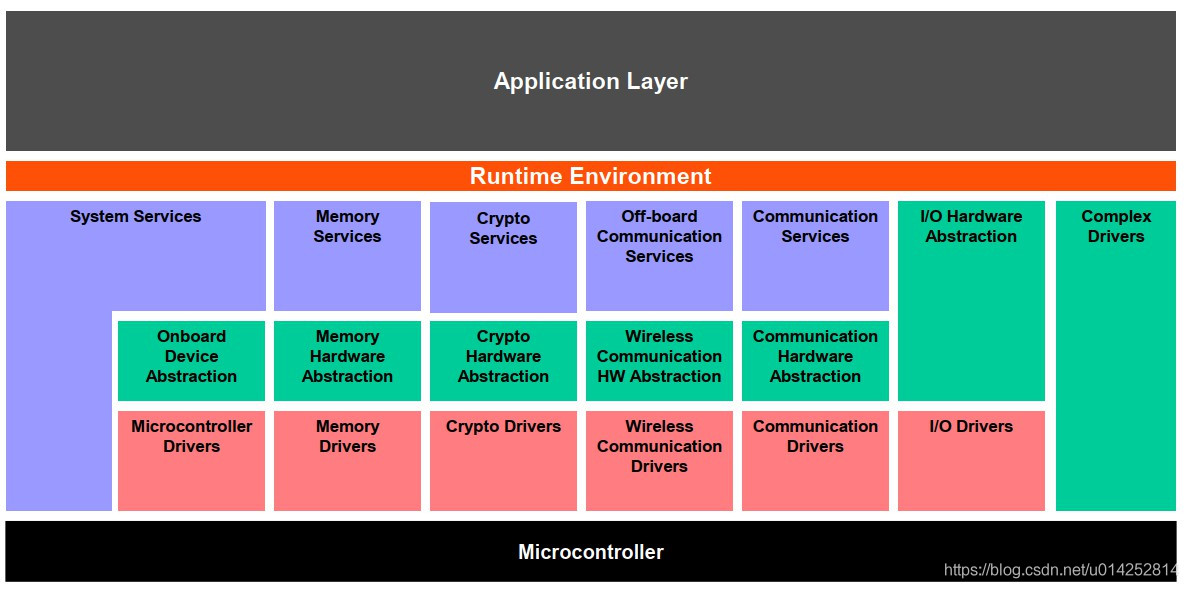 Application Layer
Runtime Environment
System Services
Memory
Services
Crypto
Services
Off-board
Communication
Services
Communication
Services
I/O Hardware
Abstraction
Complex
Drivers
Onboard
Device
Abstraction
Memory
Hardware
Abstraction
Crypto
Hardware
Abstraction
Wireless
Communication
HW Abstraction
Communication
Hardware
Abstraction
Microcontroller
Drivers
Memory
Drivers
Crypto Drivers
Wireless
Communication
Drivers
Communication
Drivers
I/O Drivers
Microcontroller
https://blog.csdn.net/u014252814